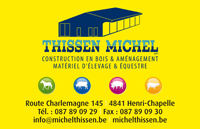 THISSEN MICHEL
CONSTRUCTION EN BOIS & AMÉNAGEMENT
MATÉRIEL D'ÉLEVAGE & ÉQUESTRE
Route Charlemagne 145 4841 Henri-Chapelle
Tél. : 087 89 09 29 Fax : 087 89 09 30
info@michelthissen.be michelthissen.be